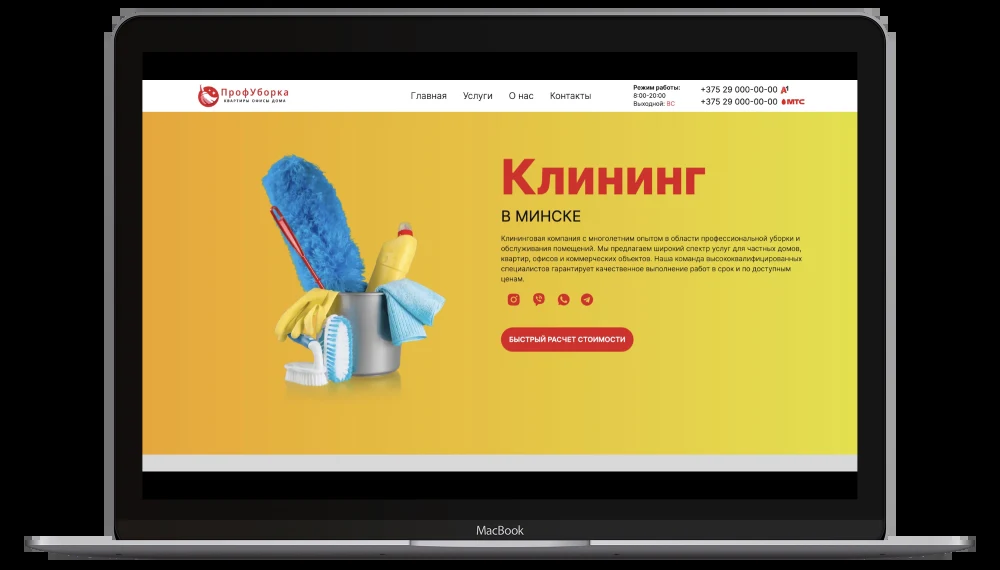 ПрофУборка
КВАРТИРЫ ОФИСЫ ДОМА
Главная Услуги О нас Контакты
Режим работы:
8:00-20:00
Выходной: ВС
+375 29 000-00-00 А1
+375 29 000-00-00 МТС
Клининг
В МИНСКЕ
Клининговая компания с многолетним опытом в области профессиональной уборки и
обслуживания помещений. Мы предлагаем широкий спектр услуг для частных домов,
квартир, офисов и коммерческих объектов. Наша команда высококвалифицированных
специалистов гарантирует качественное выполнение работ в срок и по доступным
ценам.
БЫСТРЫЙ РАСЧЕТ СТОИМОСТИ
MacBook